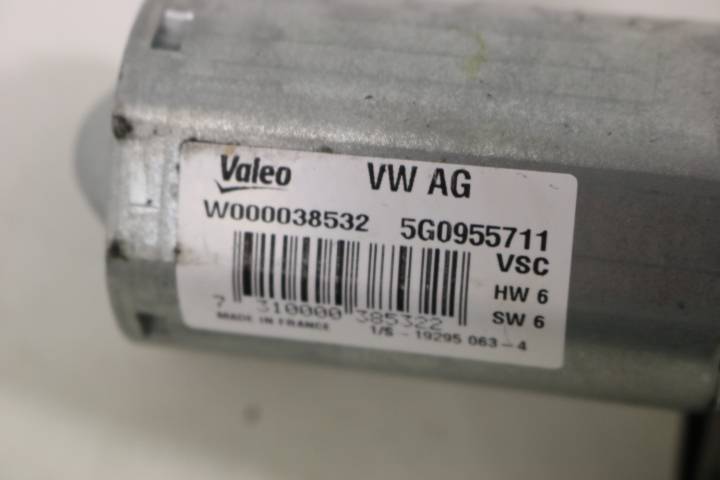 Valeo VW AG
W000038532 5G0955711
VSC
HW 6
7 310000 385322
SW 6
MADE IN FRANCE 1/S - 19295 063-4